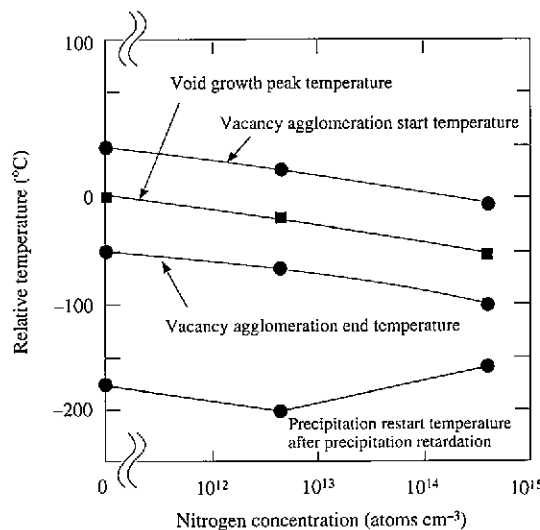 100
Void growth peak temperature
Vacancy agglomeration start temperature
0
Relative temperature (°C)
−100
Vacancy agglomeration end temperature
−200
Precipitation restart temperature
after precipitation retardation
0
10¹²
10¹³
10¹⁴
10¹⁵
Nitrogen concentration (atoms cm⁻³)